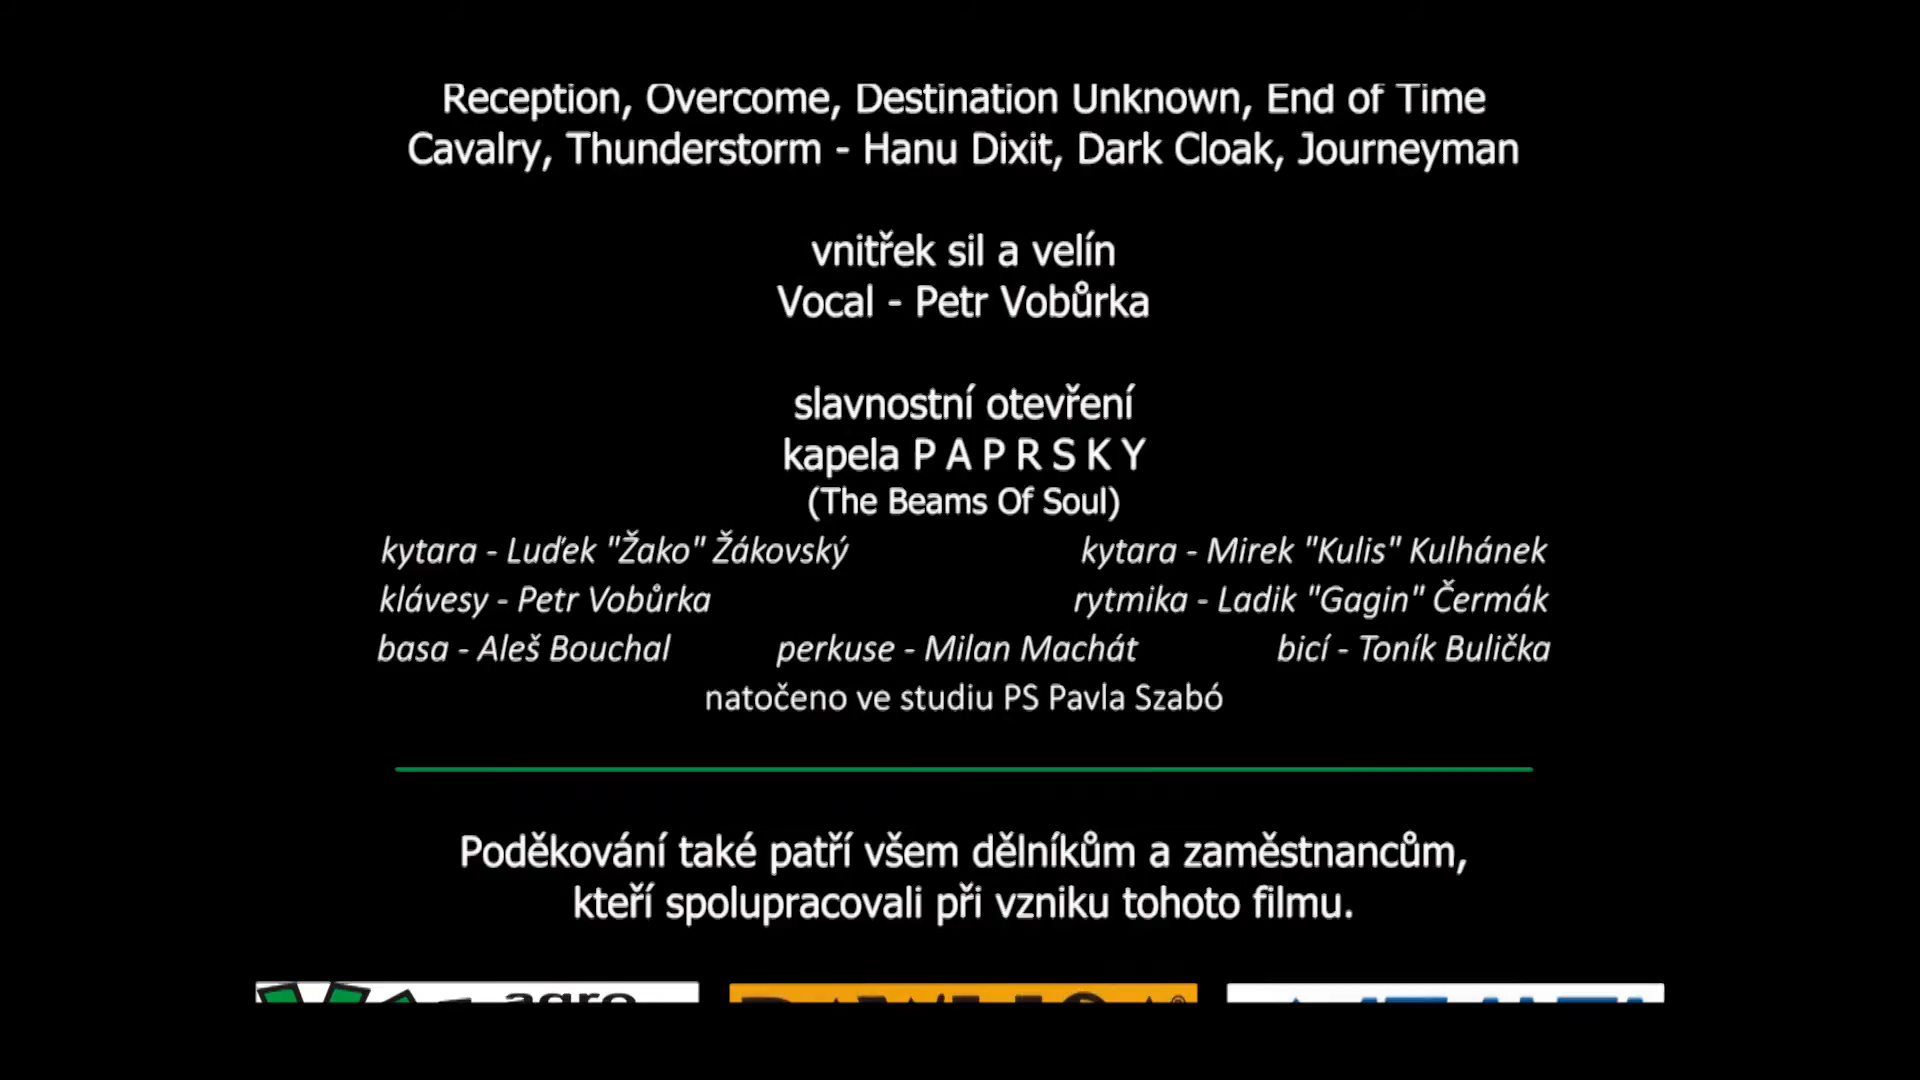 Reception, Overcome, Destination Unknown, End of Time
Cavalry, Thunderstorm - Hanu Dixit, Dark Cloak, Journeyman
vnitřek sil a velín
Vocal - Petr Vobůrka
slavnostní otevření
kapela P A P R S K Y
(The Beams Of Soul)
kytara - Luďek "Žako" Žákovský kytara - Mirek "Kulis" Kulhánek
klávesy - Petr Vobůrka rytmika - Ladik "Gagin" Čermák
basa - Aleš Bouchal perkuse - Milan Machát bicí - Toník Bulička
natočeno ve studiu PS Pavla Szabó
Poděkování také patří všem dělníkům a zaměstnancům,
kteří spolupracovali při vzniku tohoto filmu.
agro